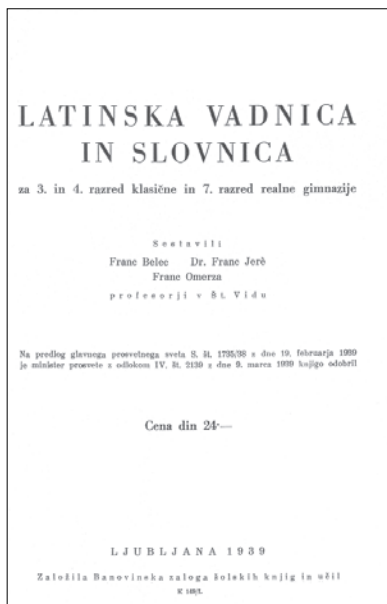 LATINSKA VADNICA
IN SLOVNICA
za 3. in 4. razred klasične in 7. razred realne gimnazije
Sestavili
Franc Belec Dr. Franc Jerè
Franc Omerza
profesorji v Št. Vidu
Na predlog glavnega prosvetnega sveta S. št. 1735/38 z dne 19. februarja 1939
je minister prosvete z odlokom IV. št. 2139 z dne 9. marca 1939 knjigo odobril
Cena din 24·—
LJUBLJANA 1939
Založila Banovinska zaloga šolskih knjig in učil